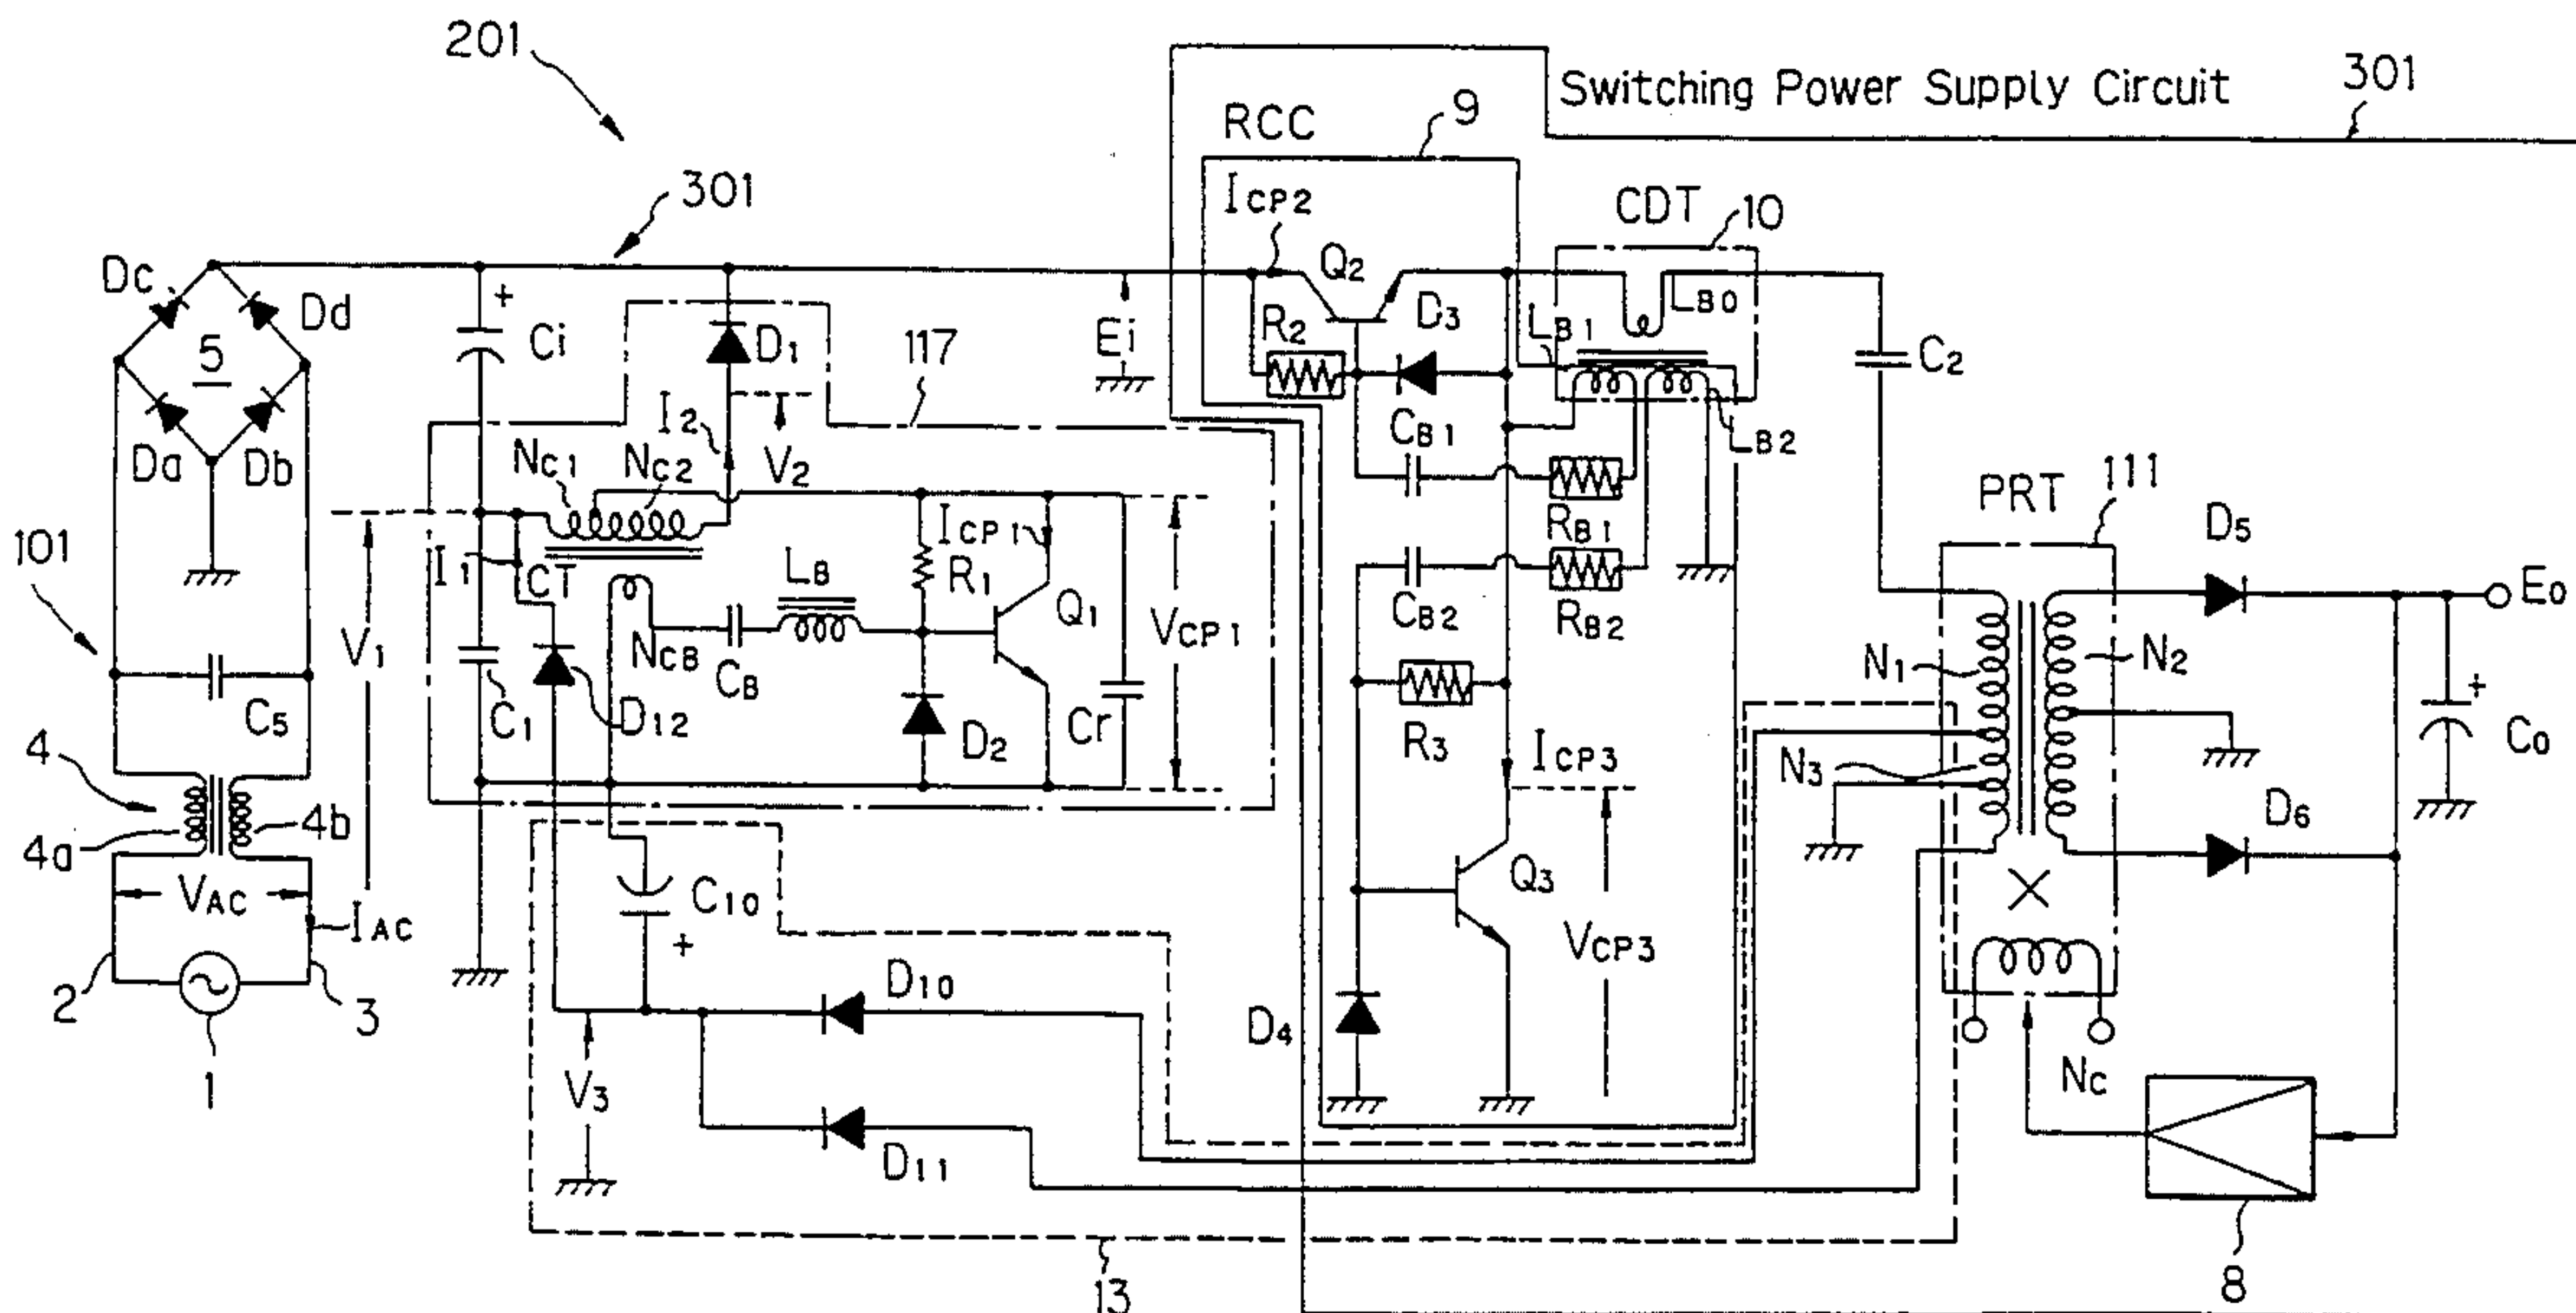 201
Switching Power Supply Circuit
301
RCC
9
301
ICP2
CDT
10
Dc
Dd
+
Ci
5
D1
117
Ei
Q2
R2
D3
LB1
LB0
C2
Da
Db
I2
V2
CB1
LB2
NC1
NC2
RB1
PRT
111
D5
101
I1
CT
LB
R1
ICP1
Q1
VCP1
CB2
RB2
E0
V1
NCB
CB
N1
N2
C5
C1
D12
D2
Cr
R3
ICP3
N3
+
C0
4
4a
4b
D6
VAC
IAC
C10
+
Q3
VCP3
2
3
D10
D4
NC
1
V3
D11
13
8